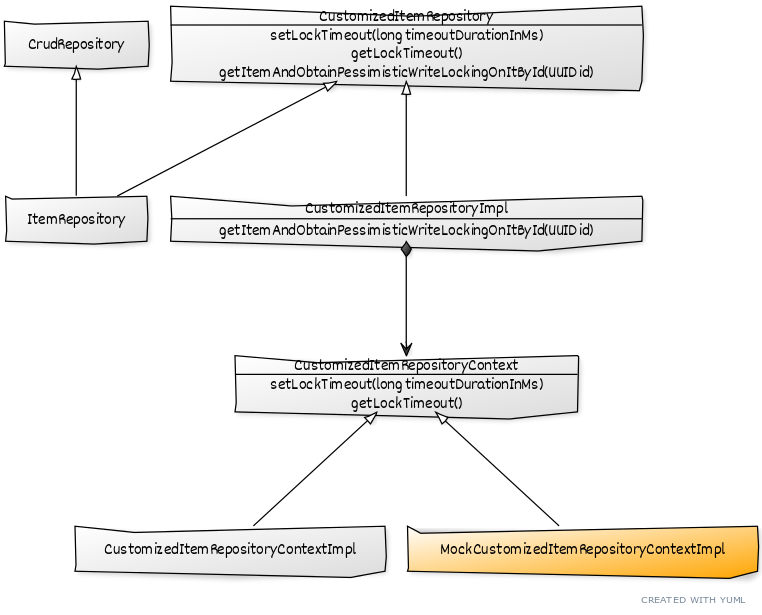 CustomizedItemRepository
CrudRepository
setLockTimeout(long timeoutDurationInMs)
getLockTimeout()
getItemAndObtainPessimisticWriteLockingOnItById(UUID id)
ItemRepository
CustomizedItemRepositoryImpl
getItemAndObtainPessimisticWriteLockingOnItById(UUID id)
CustomizedItemRepositoryContext
setLockTimeout(long timeoutDurationInMs)
getLockTimeout()
CustomizedItemRepositoryContextImpl
MockCustomizedItemRepositoryContextImpl
CREATED WITH YUML